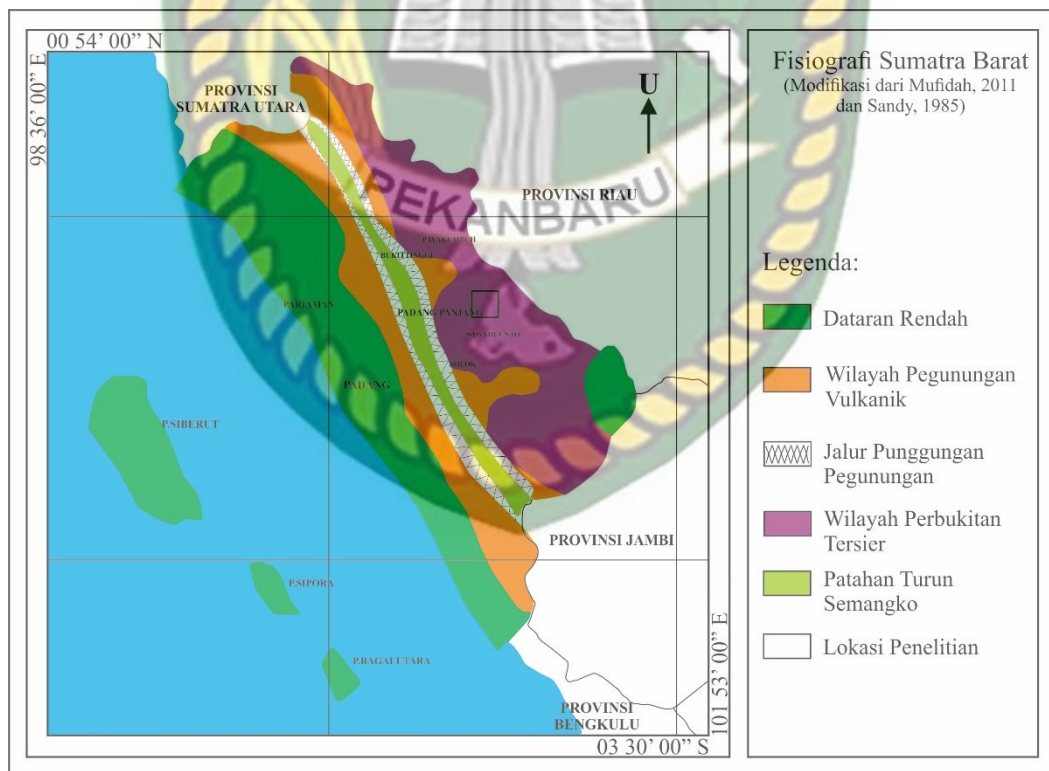 00 54' 00" N
98 36' 00" E
PROVINSI
SUMATRA UTARA
U
PEKANBARU
PROVINSI RIAU
PAYAKUMBUH
BUKITTINGGI
PARIAMAN
PADANG PANJANG
SAWAHLUNTO
SOLOK
PADANG
P.SIBERUT
PROVINSI JAMBI
P.SIPORA
P.BAGAI UTARA
PROVINSI
BENGKULU
101 53' 00" E
03 30' 00" S
Fisiografi Sumatra Barat
(Modifikasi dari Mufidah, 2011
dan Sandy, 1985)
Legenda:
Dataran Rendah
Wilayah Pegunungan
Vulkanik
Jalur Punggungan
Pegunungan
Wilayah Perbukitan
Tersier
Patahan Turun
Semangko
Lokasi Penelitian